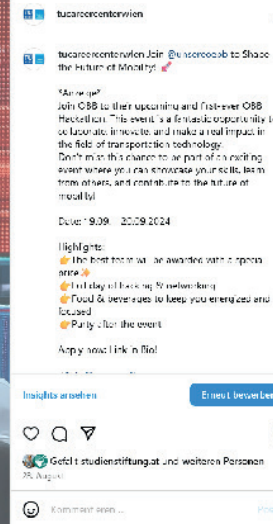 tucareercenterwien
tucareercenterwien Join @unsereoebb to Shape
the Future of Mobility! 🚀
*Anzeige*
Join ÖBB to their upcoming and first-ever ÖBB
Hackathon. This event is a fantastic opportunity to
collaborate, innovate, and make a real impact in
the field of transportation technology.
Don't miss this chance to be part of an exciting
event where you can showcase your skills, learn
from others, and contribute to the future of
mobility!
Date: 19.09. - 20.09.2024
Highlights:
👉The best team will be awarded with a special
price✨
👉Full day of hacking & networking
👉Food & beverages to keep you energized and
focused
👉Party after the event
Apply now: Link in Bio!
Insights ansehen
Erneut bewerben
Gefällt studienstiftung.at und weiteren Personen
28. August
Kommentieren ...